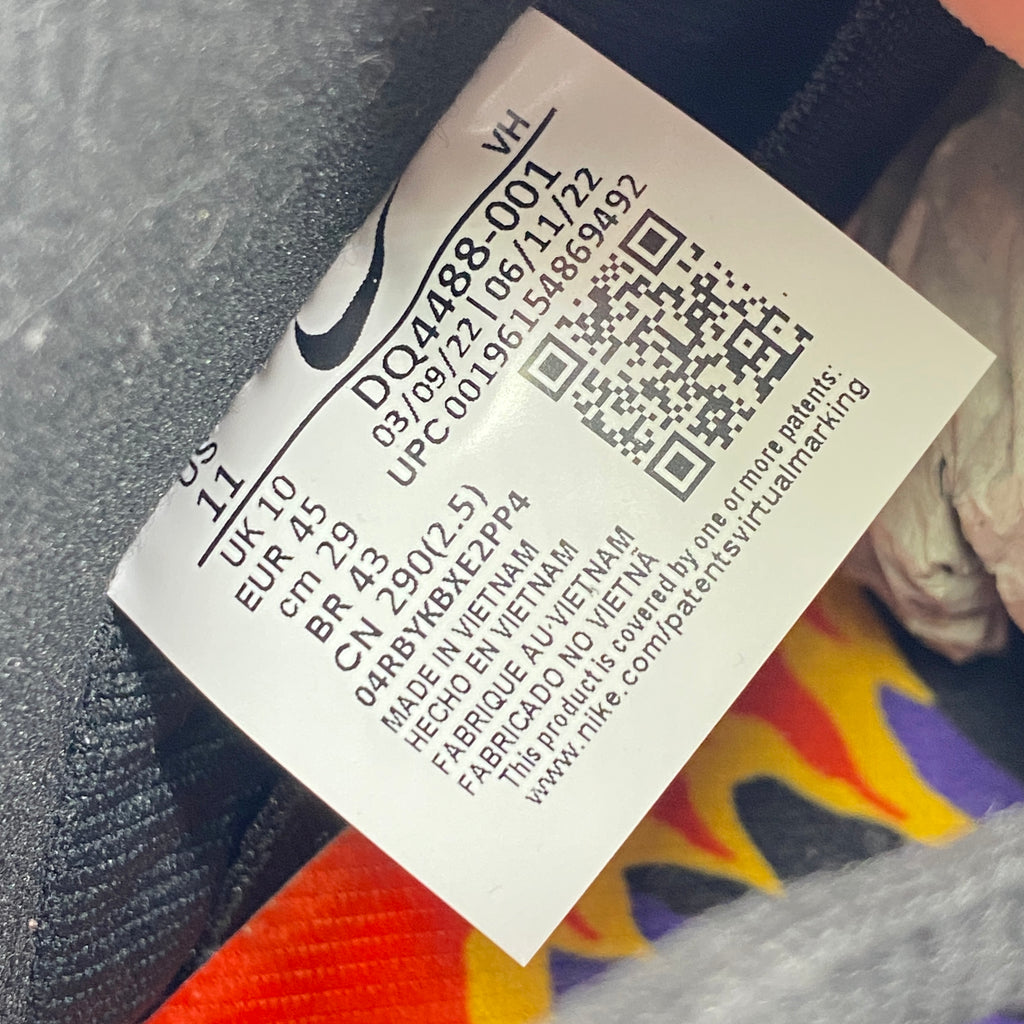 US
11
VH
UK 10
EUR 45
cm 29
BR 43
CN 290(2.5)
DQ4488-001
03/09/22 | 06/11/22
UPC 00196154869492
04RBYKBXE2PP4
MADE IN VIETNAM
HECHO EN VIETNAM
FABRIQUE AU VIETNAM
FABRICADO NO VIETNÃ
This product is covered by one or more patents:
www.nike.com/patentsvirtualmarking